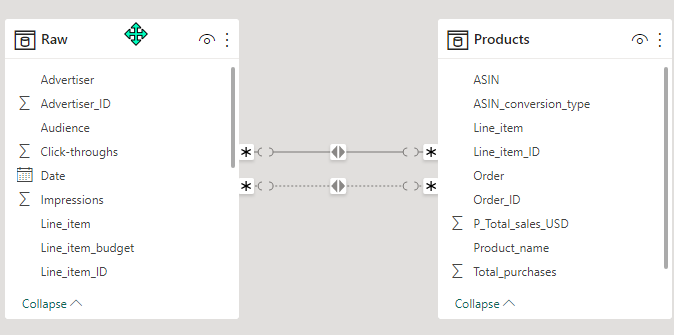 Raw
Advertiser
Advertiser_ID
Audience
Click-throughs
Date
Impressions
Line_item
Line_item_budget
Line_item_ID
Collapse
Products
ASIN
ASIN_conversion_type
Line_item
Line_item_ID
Order
Order_ID
P_Total_sales_USD
Product_name
Total_purchases
Collapse